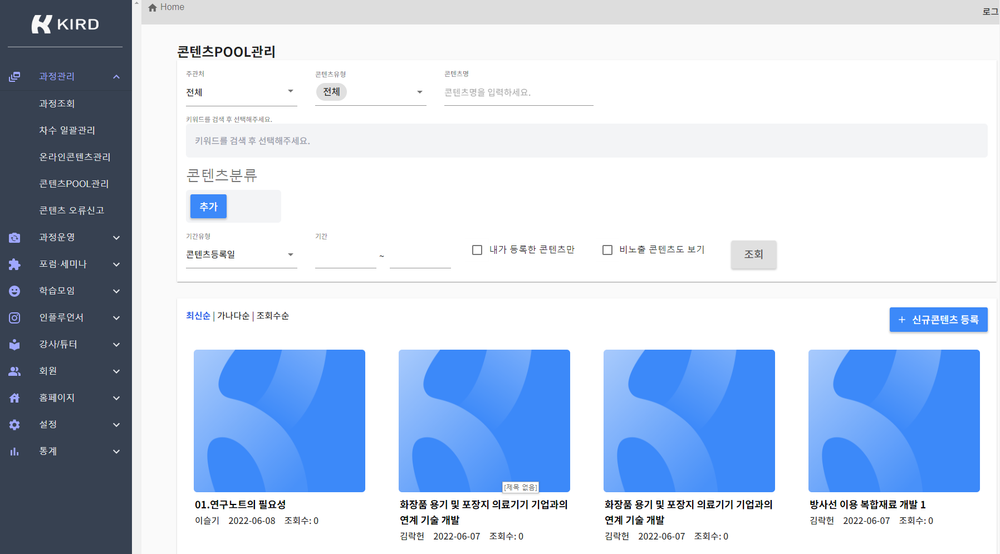 KIRD
과정관리
과정조회
차수 일괄관리
온라인콘텐츠관리
콘텐츠POOL관리
콘텐츠 오류신고
과정운영
포럼·세미나
학습모임
인플루언서
강사/튜터
회원
홈페이지
설정
통계
Home
로그
콘텐츠POOL관리
주관처
콘텐츠유형
콘텐츠명
전체
전체
콘텐츠명을 입력하세요.
키워드를 검색 후 선택해주세요.
키워드를 검색 후 선택해주세요.
콘텐츠분류
추가
기간유형
기간
콘텐츠등록일
~
내가 등록한 콘텐츠만
비노출 콘텐츠도 보기
조회
최신순 | 가나다순 | 조회수순
+ 신규콘텐츠 등록
[제목 없음]
01.연구노트의 필요성
이슬기 2022-06-08 조회수: 0
화장품 용기 및 포장지 의료기기 기업과의
연계 기술 개발
김락헌 2022-06-07 조회수: 0
화장품 용기 및 포장지 의료기기 기업과의
연계 기술 개발
김락헌 2022-06-07 조회수: 0
방사선 이용 복합재료 개발 1
김락헌 2022-06-07 조회수: 0